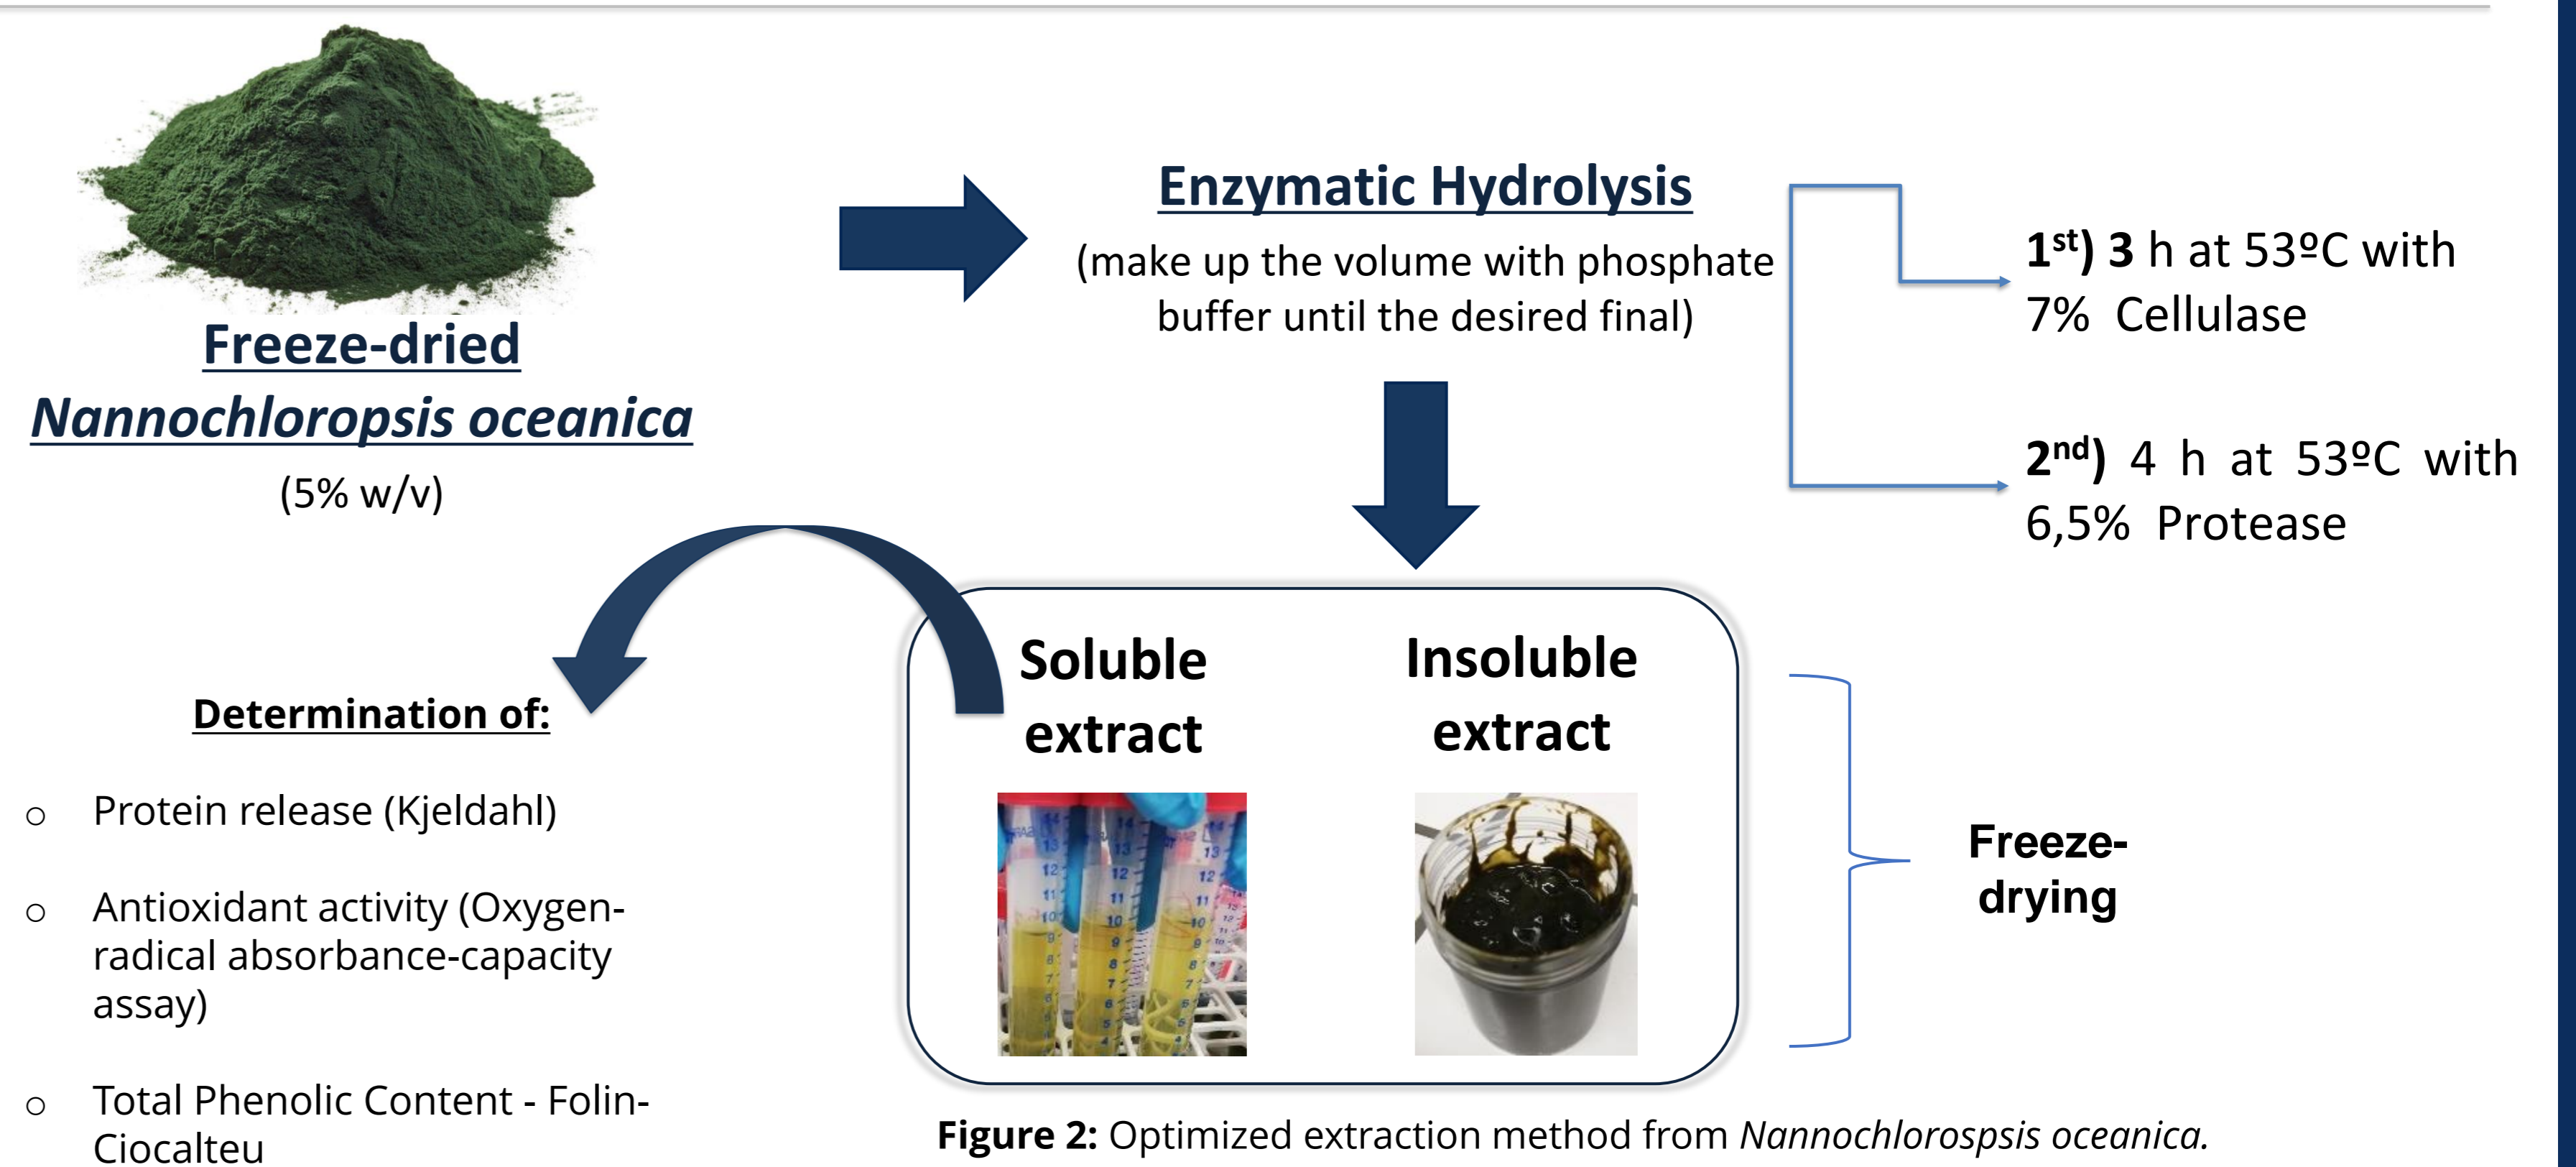 Freeze-dried
Nannochloropsis oceanica
(5% w/v)
Enzymatic Hydrolysis
(make up the volume with phosphate
buffer until the desired final)
1st) 3 h at 53ºC with
7% Cellulase
2nd) 4 h at 53ºC with
6,5% Protease
Soluble
extract
Insoluble
extract
Freeze-
drying
Determination of:
o Protein release (Kjeldahl)
o Antioxidant activity (Oxygen-
radical absorbance-capacity
assay)
o Total Phenolic Content - Folin-
Ciocalteu
Figure 2: Optimized extraction method from Nannochlorospsis oceanica.